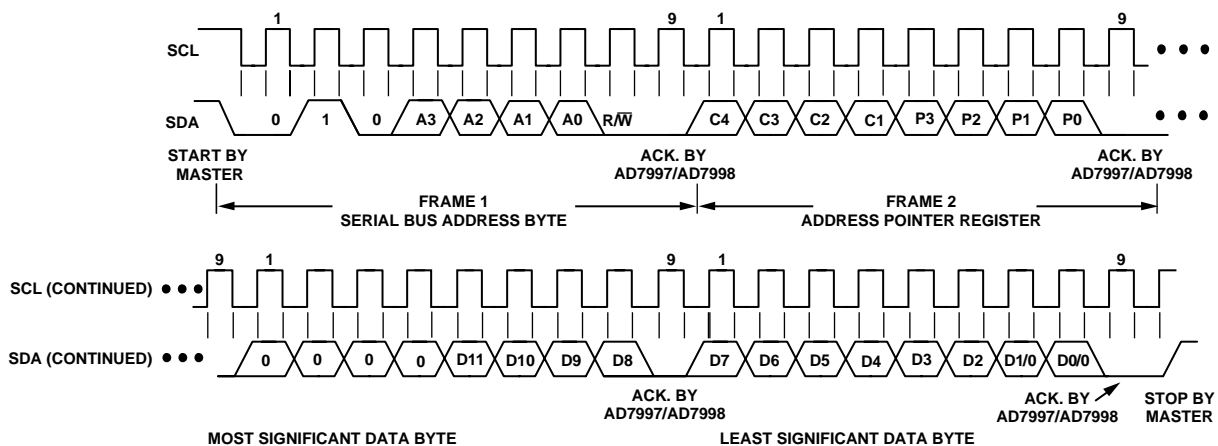 1 9 1 9
SCL
SDA 0 1 0 A3 A2 A1 A0 R/W̅ C4 C3 C2 C1 P3 P2 P1 P0
START BY
MASTER
ACK. BY
AD7997/AD7998
ACK. BY
AD7997/AD7998
FRAME 1
SERIAL BUS ADDRESS BYTE
FRAME 2
ADDRESS POINTER REGISTER
9 1 9 1 9
SCL (CONTINUED)
SDA (CONTINUED) 0 0 0 0 D11 D10 D9 D8 D7 D6 D5 D4 D3 D2 D1/0 D0/0
ACK. BY
AD7997/AD7998
ACK. BY
AD7997/AD7998
STOP BY
MASTER
MOST SIGNIFICANT DATA BYTE
LEAST SIGNIFICANT DATA BYTE